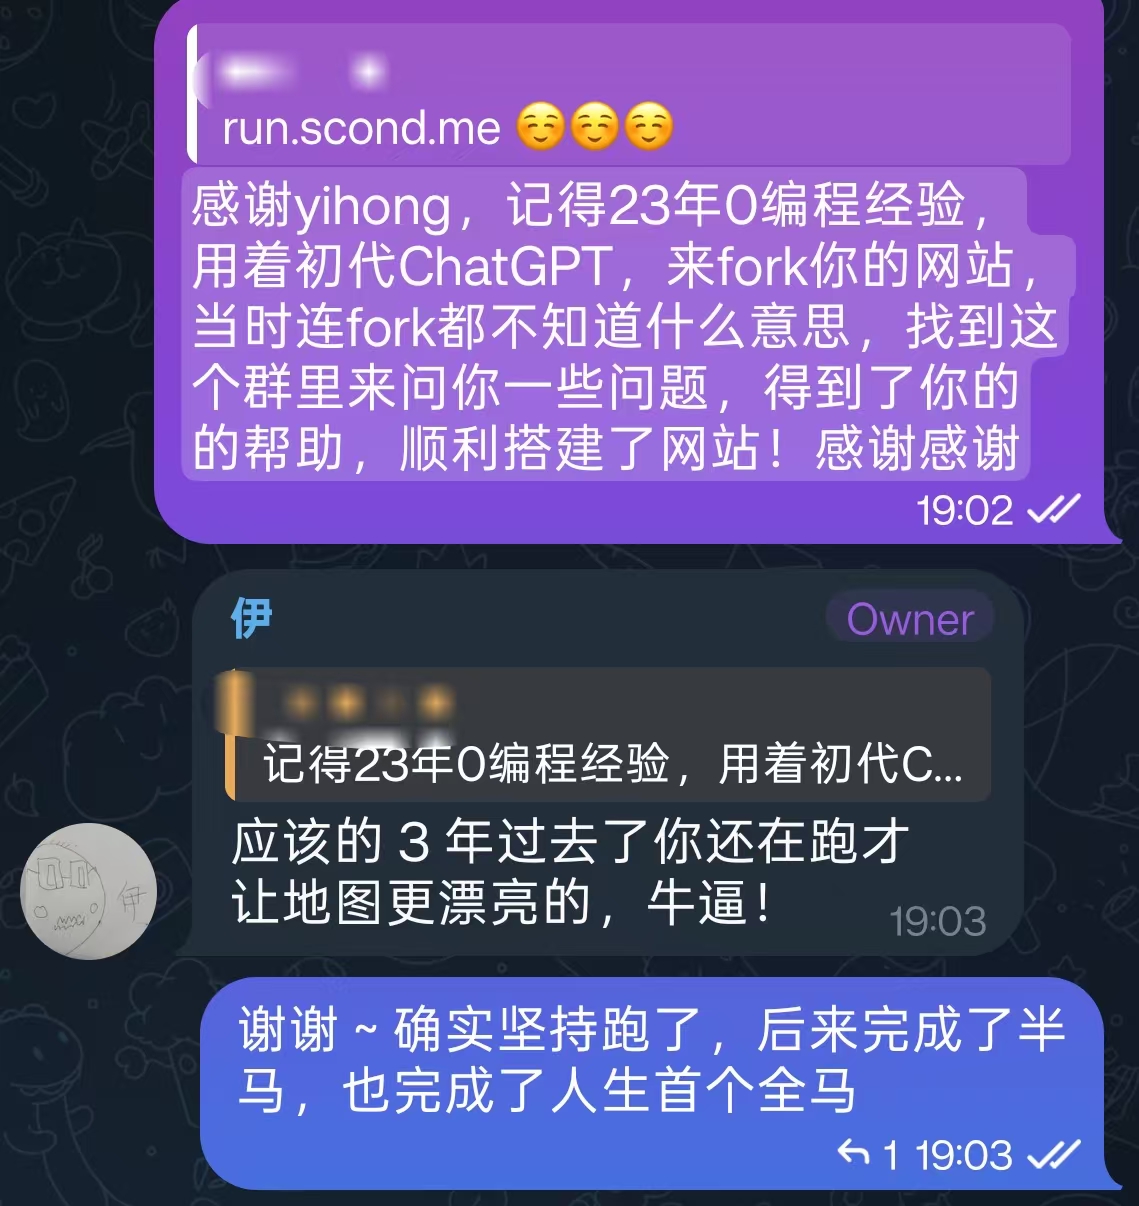 run.scond.me ☺️☺️☺️
感谢yihong，记得23年0编程经验，
用着初代ChatGPT，来fork你的网站，
当时连fork都不知道什么意思，找到这
个群里来问你一些问题，得到了你的
的帮助，顺利搭建了网站！感谢感谢
19:02
伊
Owner
记得23年0编程经验，用着初代C...
应该的 3 年过去了你还在跑才
让地图更漂亮的，牛逼！
19:03
伊
谢谢～确实坚持跑了，后来完成了半
马，也完成了人生首个全马
1 19:03